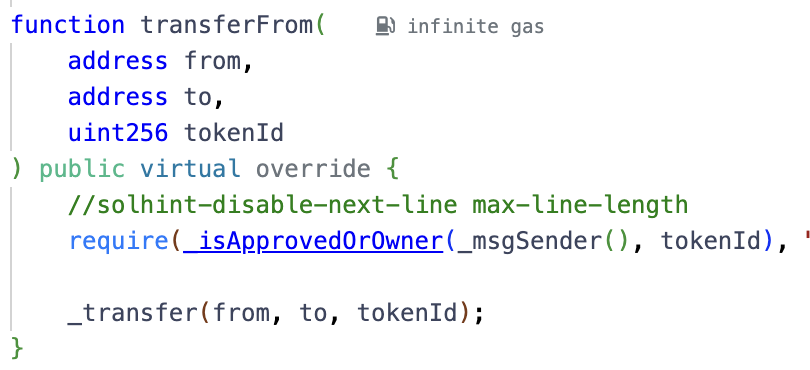 function transferFrom( infinite gas
address from,
address to,
uint256 tokenId
) public virtual override {
//solhint-disable-next-line max-line-length
require(_isApprovedOrOwner(_msgSender(), tokenId), '
_transfer(from, to, tokenId);
}